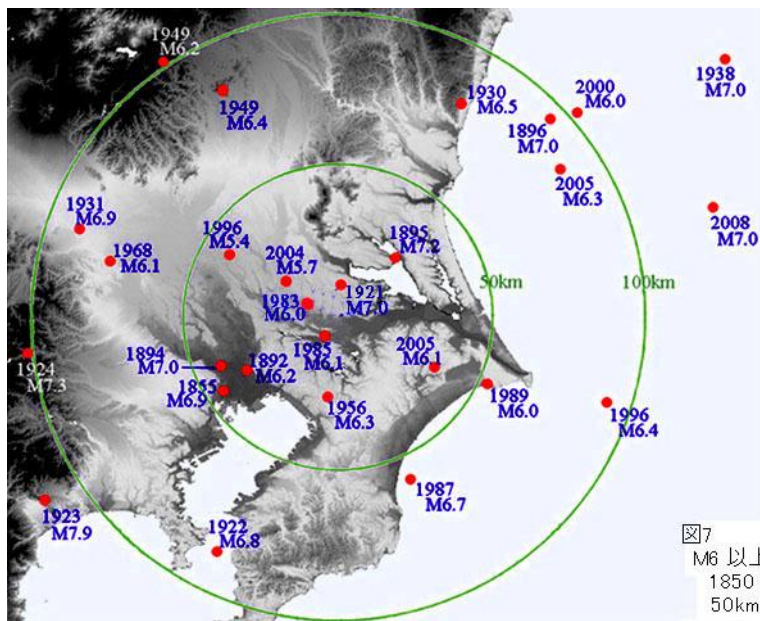 1949
M6.2
1938
M7.0
1949
M6.4
1930
M6.5
2000
M6.0
1896
M7.0
2005
M6.3
2008
M7.0
1931
M6.9
1968
M6.1
1996
M5.4
2004
M5.7
1895
M7.2
1983
M6.0
1921
M7.0
50km
100km
1985
M6.1
2005
M6.1
1924
M7.3
1894
M7.0
1892
M6.2
1855
M6.9
1956
M6.3
1989
M6.0
1996
M6.4
1987
M6.7
1923
M7.9
1922
M6.8
図7
M6 以上
1850
50km